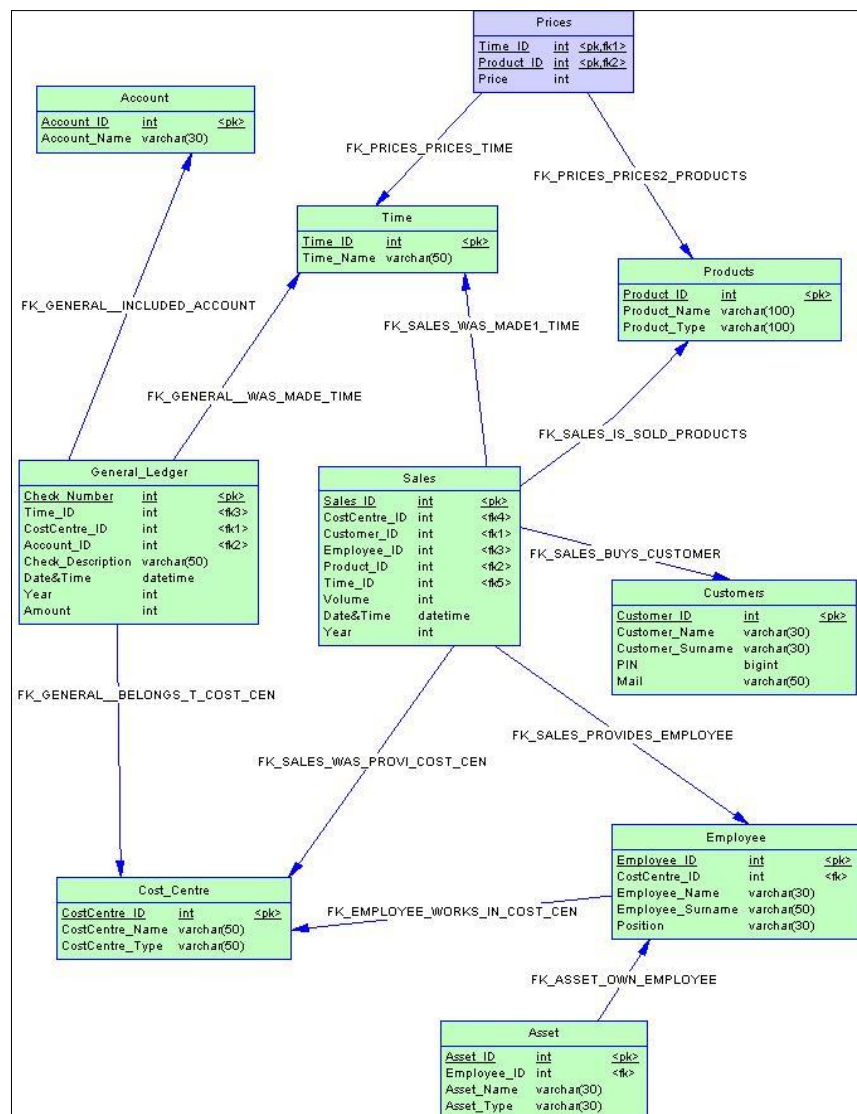 Prices
Time_ID int <pk,fk1>
Product_ID int <pk,fk2>
Price int
Account
Account_ID int <pk>
Account_Name varchar(30)
FK_PRICES_PRICES_TIME
FK_PRICES_PRICES2_PRODUCTS
Time
Time_ID int <pk>
Time_Name varchar(50)
Products
Product_ID int <pk>
Product_Name varchar(100)
Product_Type varchar(100)
FK_GENERAL__INCLUDED_ACCOUNT
FK_SALES_WAS_MADE1_TIME
FK_GENERAL__WAS_MADE_TIME
FK_SALES_IS_SOLD_PRODUCTS
General_Ledger
Check_Number int <pk>
Time_ID int <fk3>
CostCentre_ID int <fk1>
Account_ID int <fk2>
Check_Description varchar(50)
Date&Time datetime
Year int
Amount int
Sales
Sales_ID int <pk>
CostCentre_ID int <fk4>
Customer_ID int <fk1>
Employee_ID int <fk3>
Product_ID int <fk2>
Time_ID int <fk5>
Volume int
Date&Time datetime
Year int
FK_SALES_BUYS_CUSTOMER
Customers
Customer_ID int <pk>
Customer_Name varchar(30)
Customer_Surname varchar(30)
PIN bigint
Mail varchar(50)
FK_GENERAL__BELONGS_T_COST_CEN
FK_SALES_PROVIDES_EMPLOYEE
FK_SALES_WAS_PROVI_COST_CEN
Employee
Employee_ID int <pk>
CostCentre_ID int <fk>
Employee_Name varchar(30)
Employee_Surname varchar(50)
Position varchar(30)
Cost_Centre
CostCentre_ID int <pk>
CostCentre_Name varchar(50)
CostCentre_Type varchar(50)
FK_EMPLOYEE_WORKS_IN_COST_CEN
FK_ASSET_OWN_EMPLOYEE
Asset
Asset_ID int <pk>
Employee_ID int <fk>
Asset_Name varchar(30)
Asset_Type varchar(30)